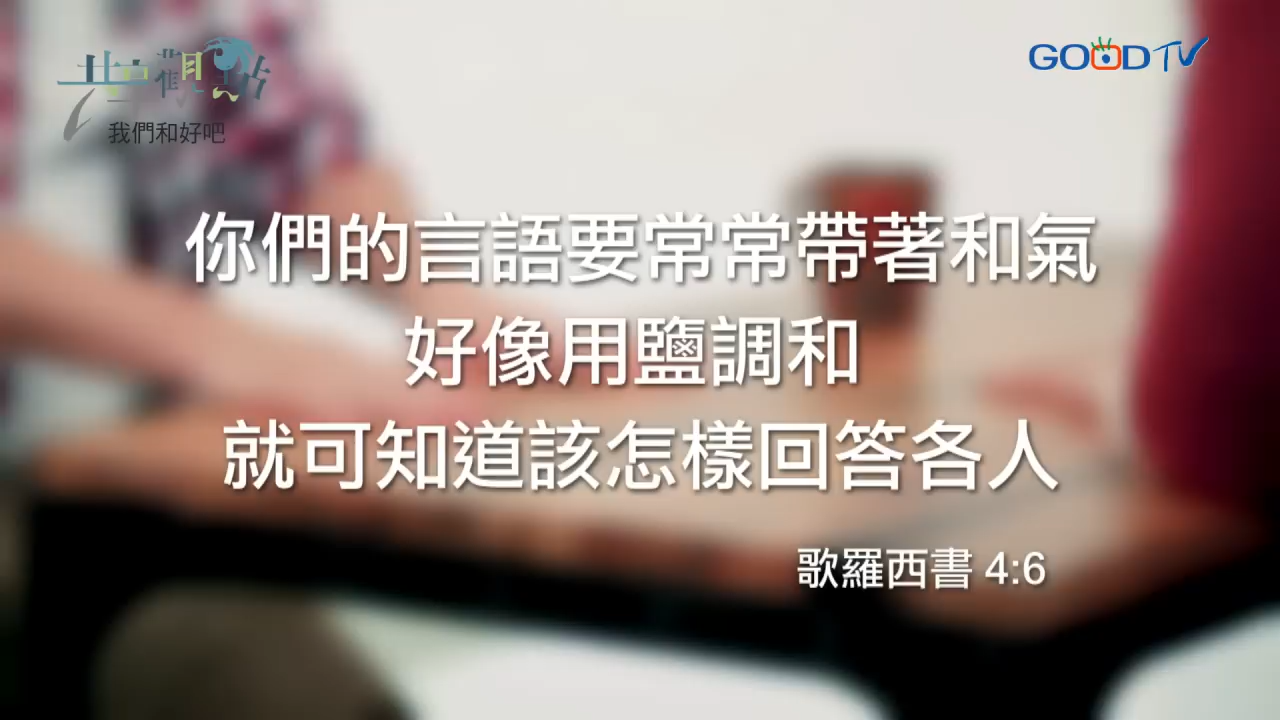 GOODTV
觀點
我們和好吧
你們的言語要常常帶著和氣
好像用鹽調和
就可知道該怎樣回答各人
歌羅西書 4:6